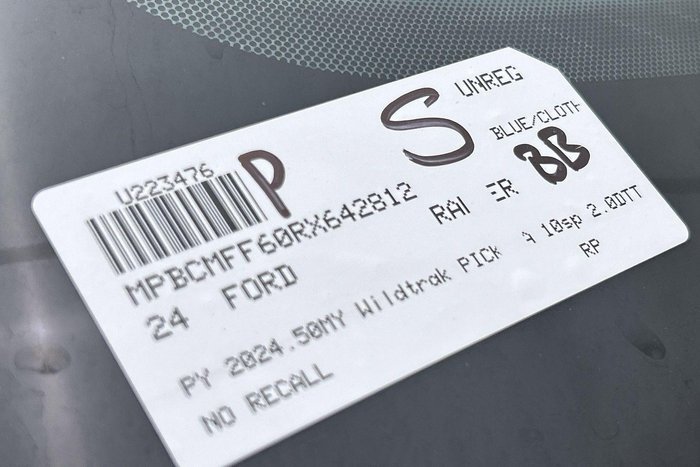 UNREG
S
U223476
P
BLUE/CLOTH
BB
MPBCMFF60RX642812
24 FORD RAI ER
PY 2024.50MY Wildtrak PICK A 10sp 2.0DTT
NO RECALL RP